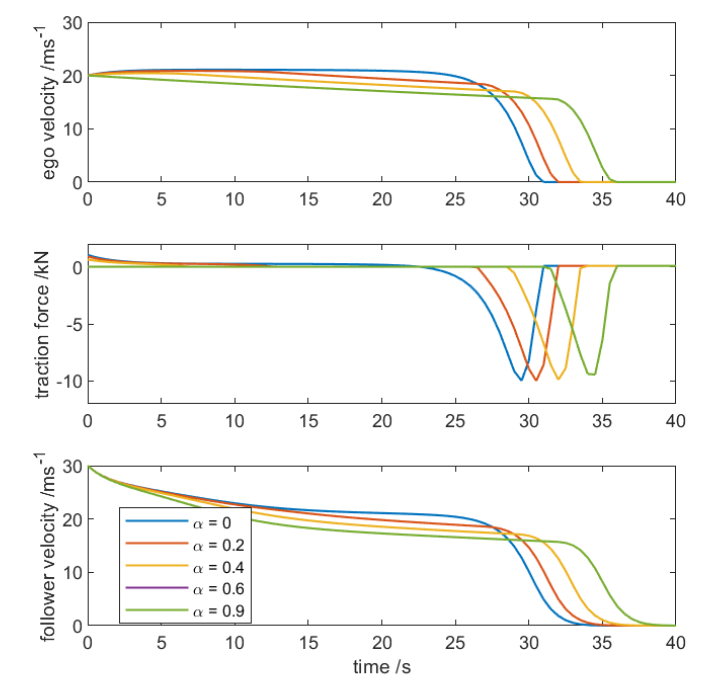 30
20
10
0
ego velocity /ms-1
0 5 10 15 20 25 30 35 40
0
-5
-10
traction force /kN
0 5 10 15 20 25 30 35 40
30
20
10
0
follower velocity /ms-1
α = 0
α = 0.2
α = 0.4
α = 0.6
α = 0.9
0 5 10 15 20 25 30 35 40
time /s